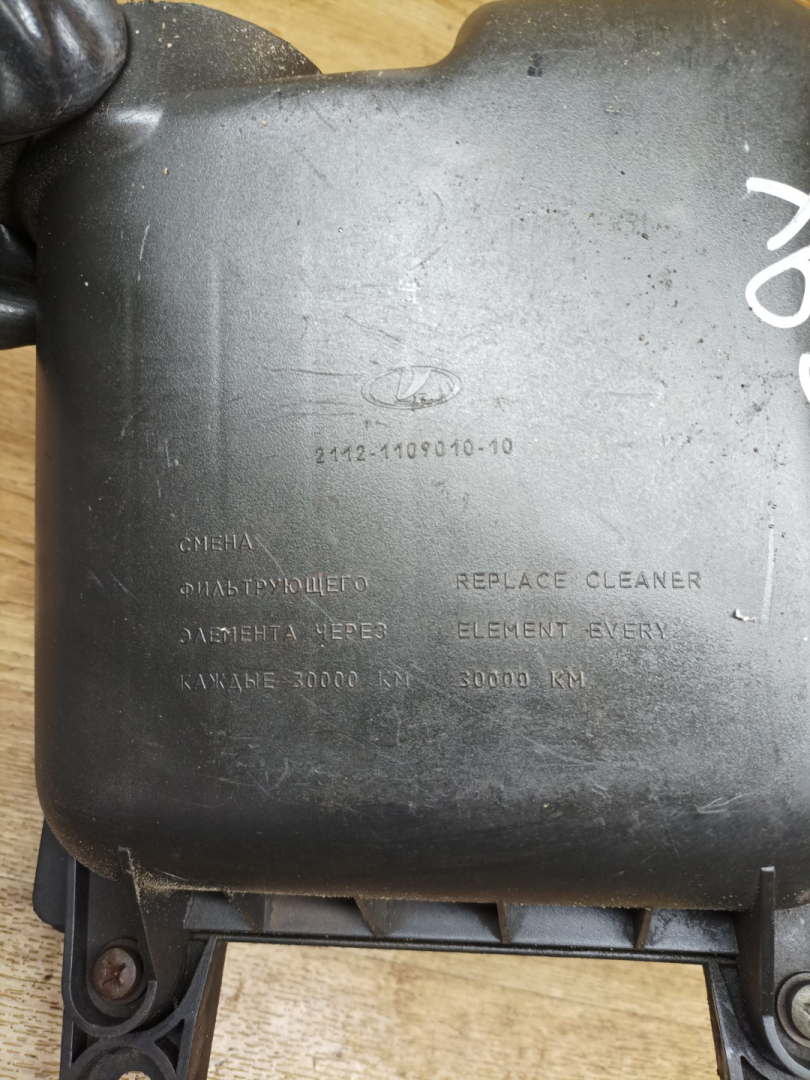 2112-1109010-10
СМЕНА
ФИЛЬТРУЮЩЕГО
ЭЛЕМЕНТА ЧЕРЕЗ
КАЖДЫЕ 30000 КМ
REPLACE CLEANER
ELEMENT EVERY
30000 KM